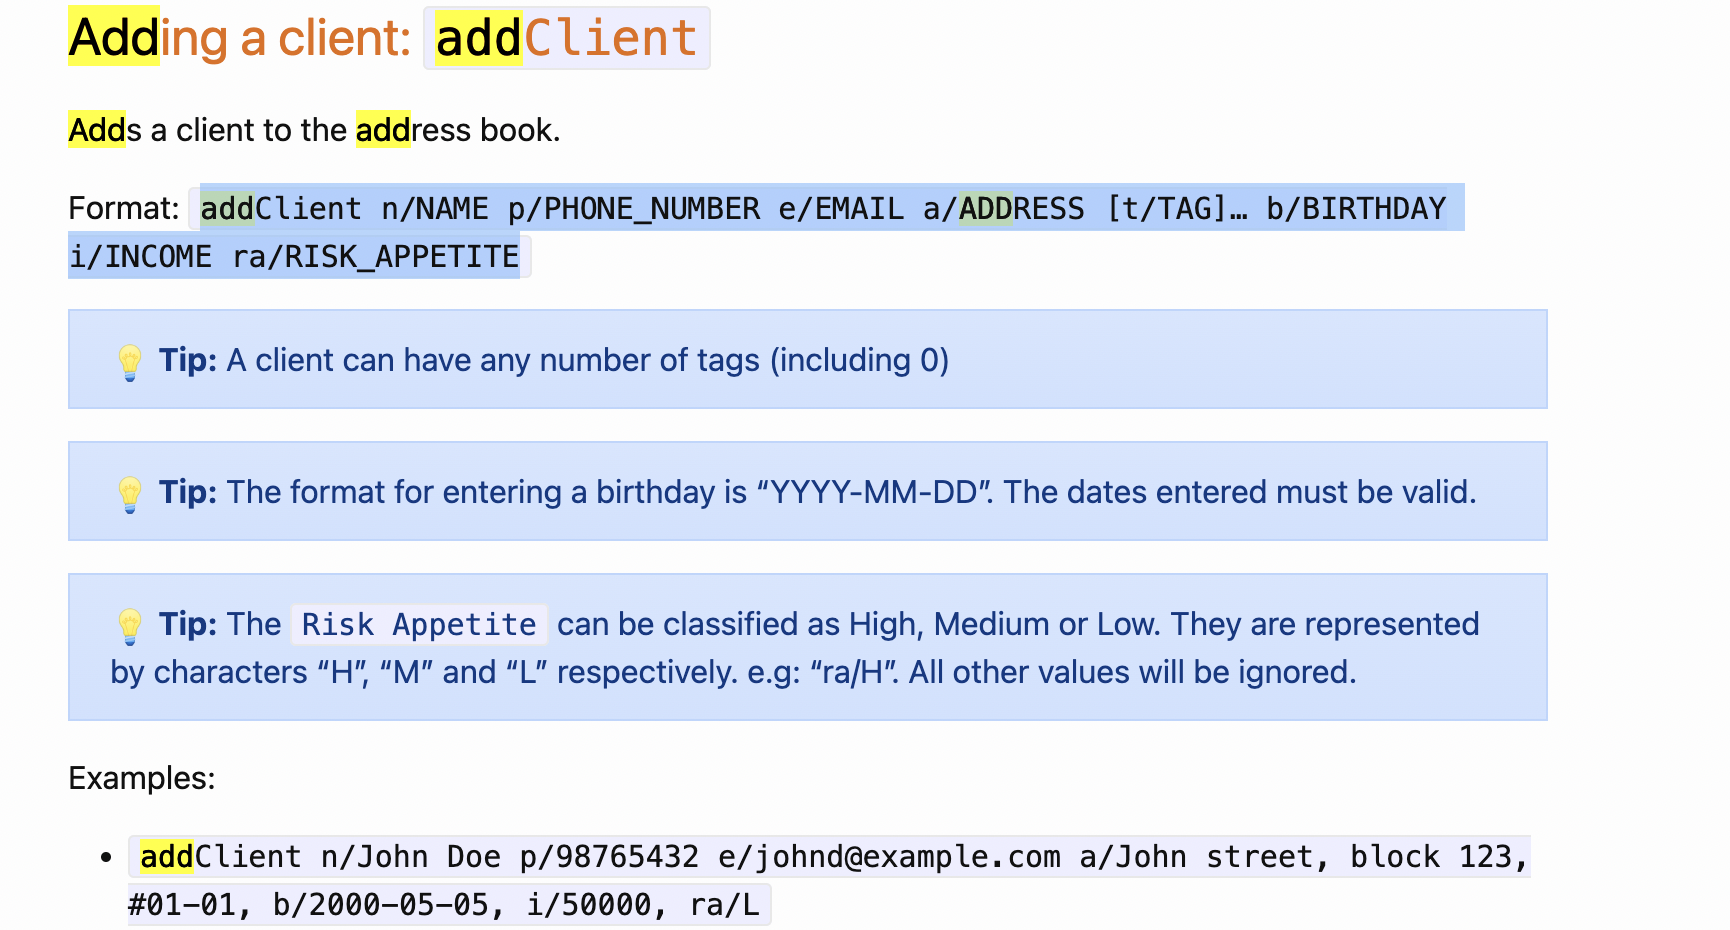 Adding a client: addClient
Adds a client to the address book.
Format: addClient n/NAME p/PHONE_NUMBER e/EMAIL a/ADDRESS [t/TAG]… b/BIRTHDAY
i/INCOME ra/RISK_APPETITE
💡 Tip: A client can have any number of tags (including 0)
💡 Tip: The format for entering a birthday is “YYYY-MM-DD”. The dates entered must be valid.
💡 Tip: The Risk Appetite can be classified as High, Medium or Low. They are represented
by characters “H”, “M” and “L” respectively. e.g: “ra/H”. All other values will be ignored.
Examples:
• addClient n/John Doe p/98765432 e/johnd@example.com a/John street, block 123,
#01-01, b/2000-05-05, i/50000, ra/L